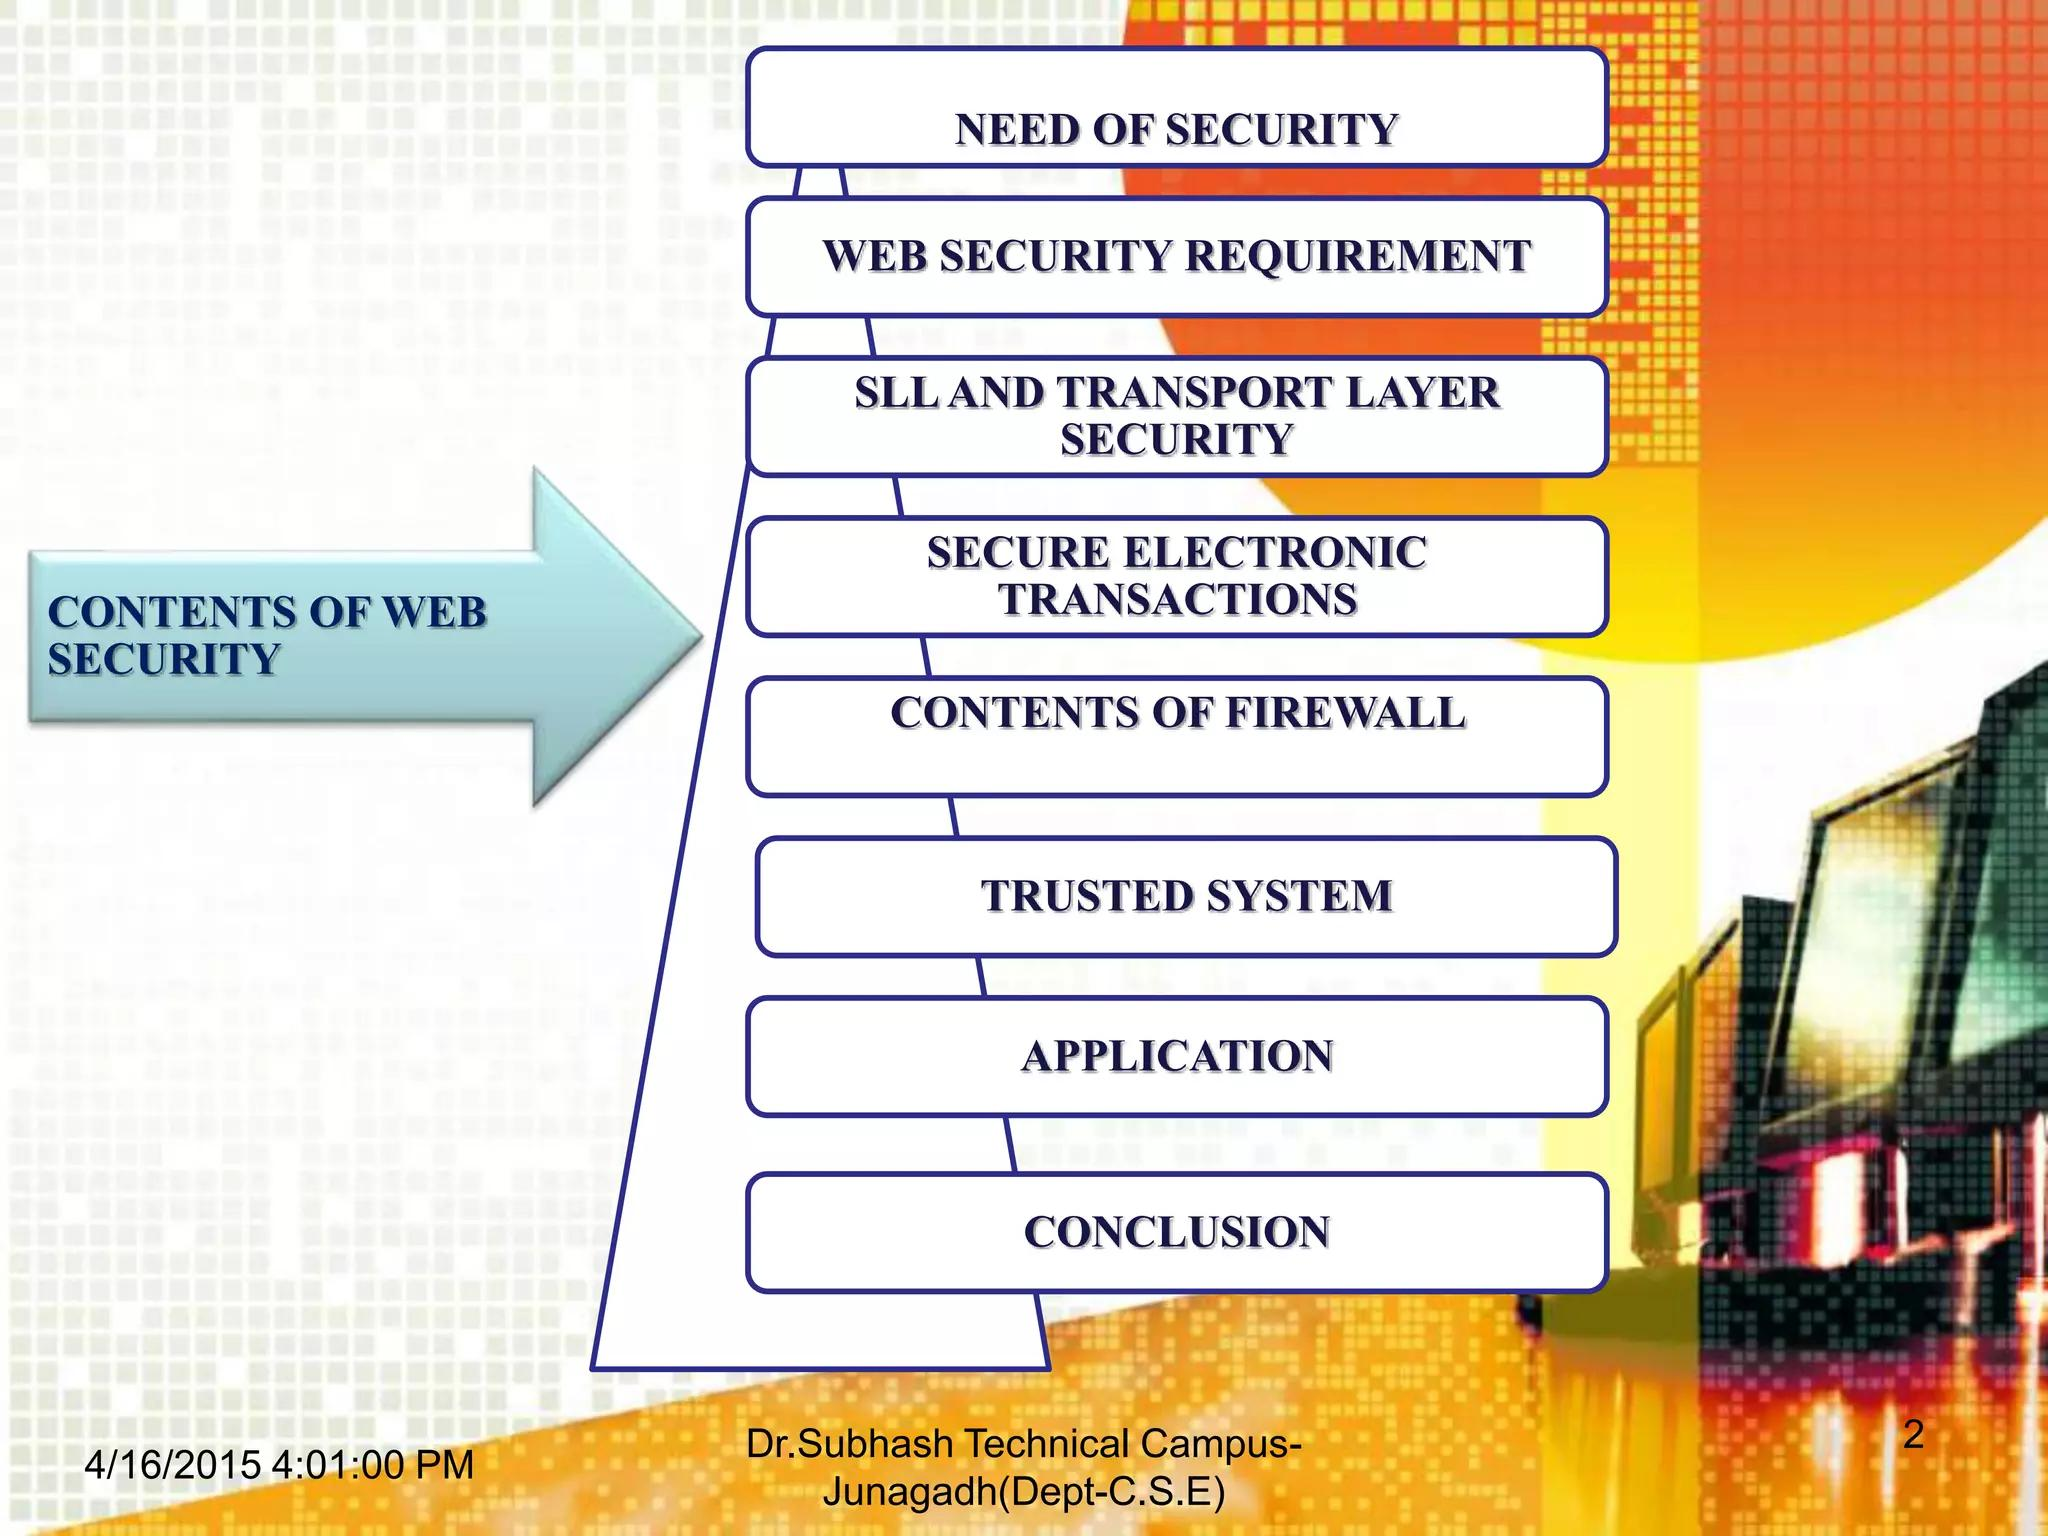 NEED OF SECURITY
WEB SECURITY REQUIREMENT
SLL AND TRANSPORT LAYER
SECURITY
SECURE ELECTRONIC
TRANSACTIONS
CONTENTS OF WEB
SECURITY
CONTENTS OF FIREWALL
TRUSTED SYSTEM
APPLICATION
CONCLUSION
4/16/2015 4:01:00 PM
Dr.Subhash Technical Campus-
Junagadh(Dept-C.S.E)
2